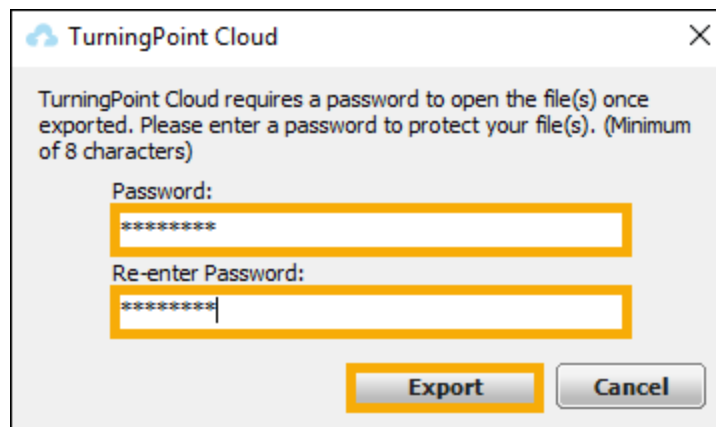 TurningPoint Cloud
TurningPoint Cloud requires a password to open the file(s) once
exported. Please enter a password to protect your file(s). (Minimum
of 8 characters)
Password:
********
Re-enter Password:
********
Export Cancel